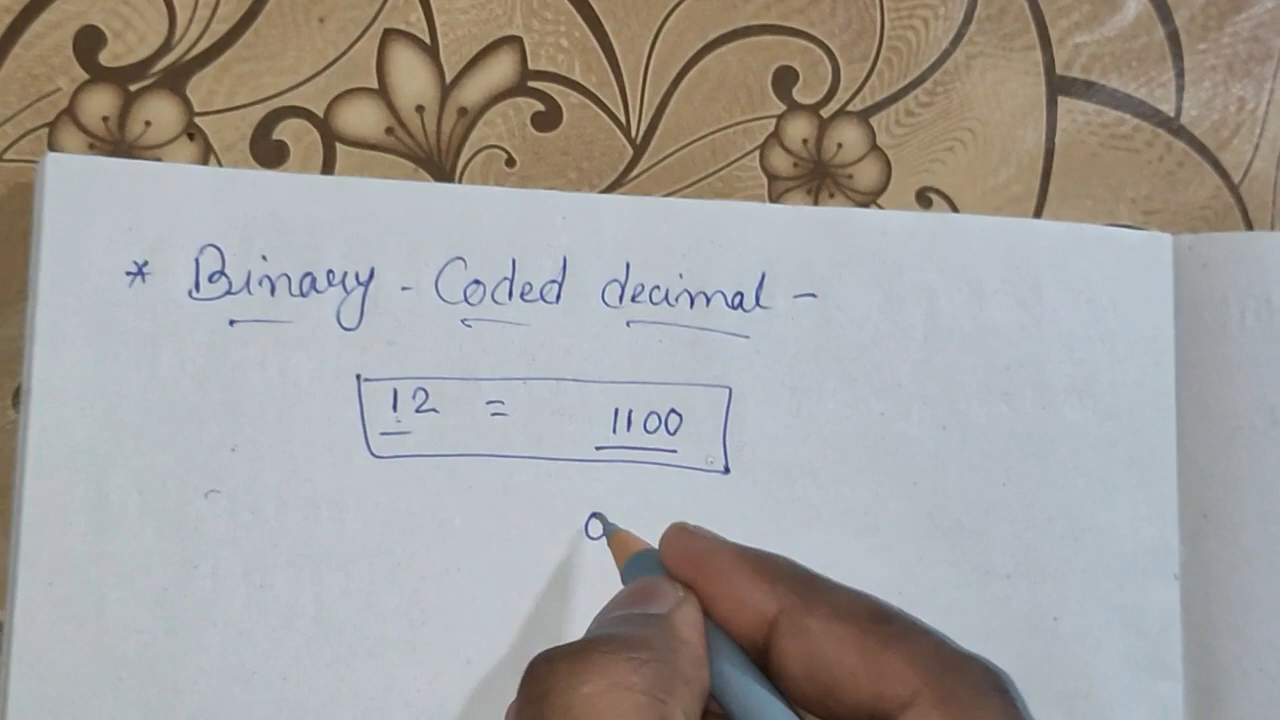 * Binary - Coded decimal -
12 = 1100
0